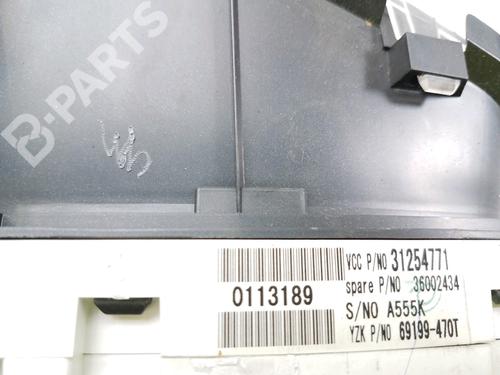 B-PARTS
VCC P/NO 31254771
spare P/NO 36002434
0113189
S/NO A555K
YZK P/NO 69199-470T